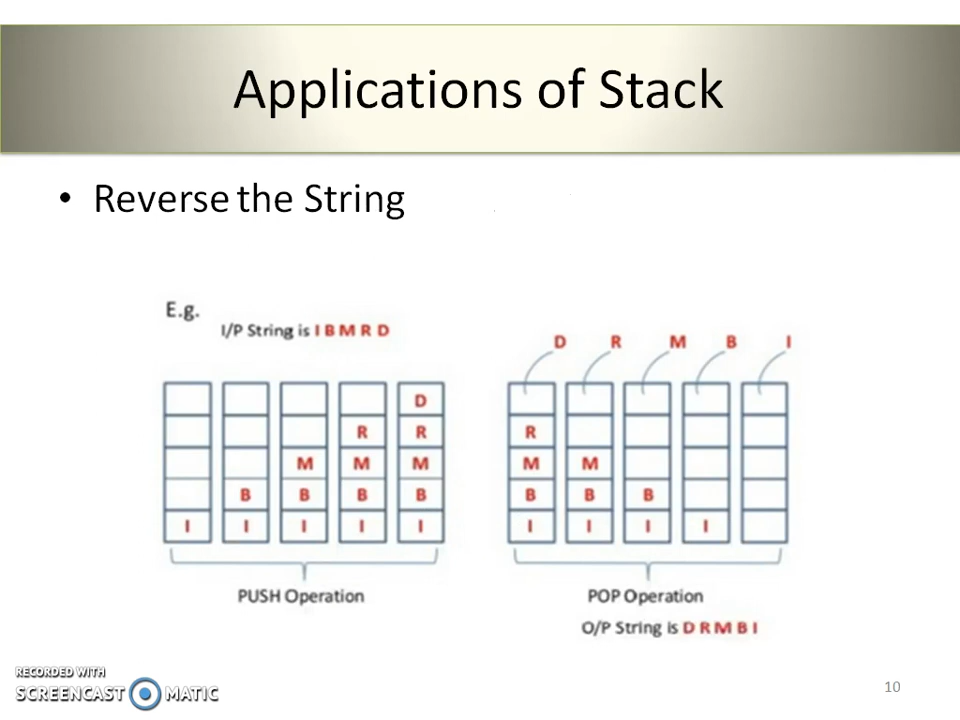 Applications of Stack
• Reverse the String
E.g.
I/P String is I B M R D
D R M B I
D
R R R
M M M M M
B B B B B B B
I I I I I I I I I
PUSH Operation POP Operation
O/P String is D R M B I
RECORDED WITH
SCREENCAST MATIC
10